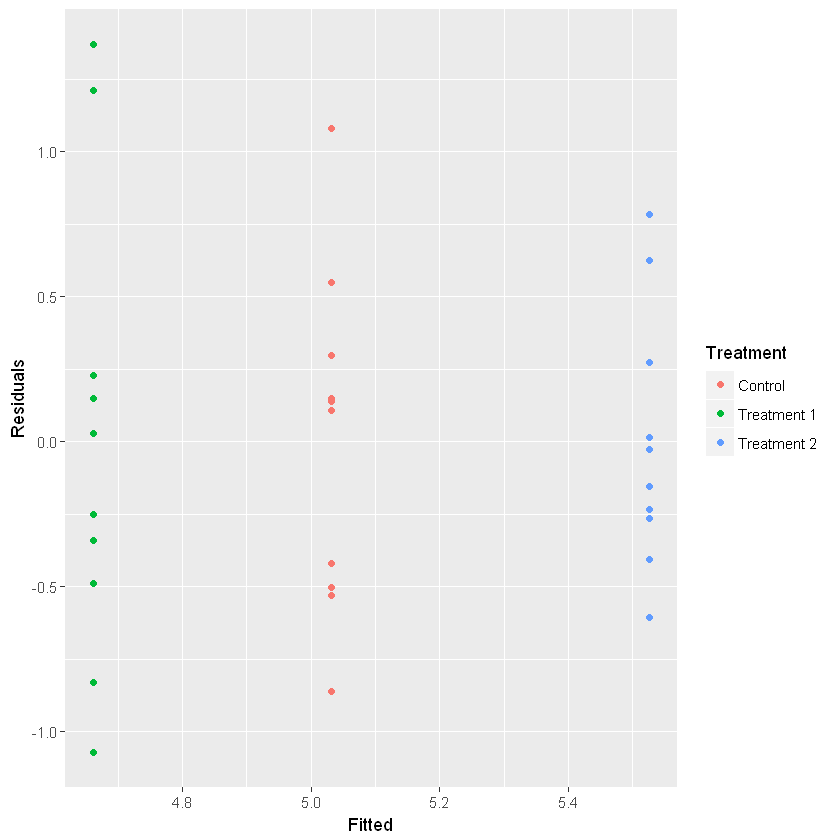 1.0
0.5
0.0
-0.5
-1.0
Residuals
4.8 5.0 5.2 5.4
Fitted
Treatment
Control
Treatment 1
Treatment 2